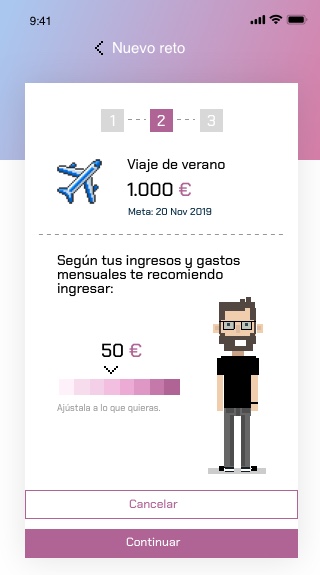 9:41
Nuevo reto
1 2 3
Viaje de verano
1.000 €
Meta: 20 Nov 2019
Según tus ingresos y gastos
mensuales te recomiendo
ingresar:
50 €
Ajústala a lo que quieras.
Cancelar
Continuar